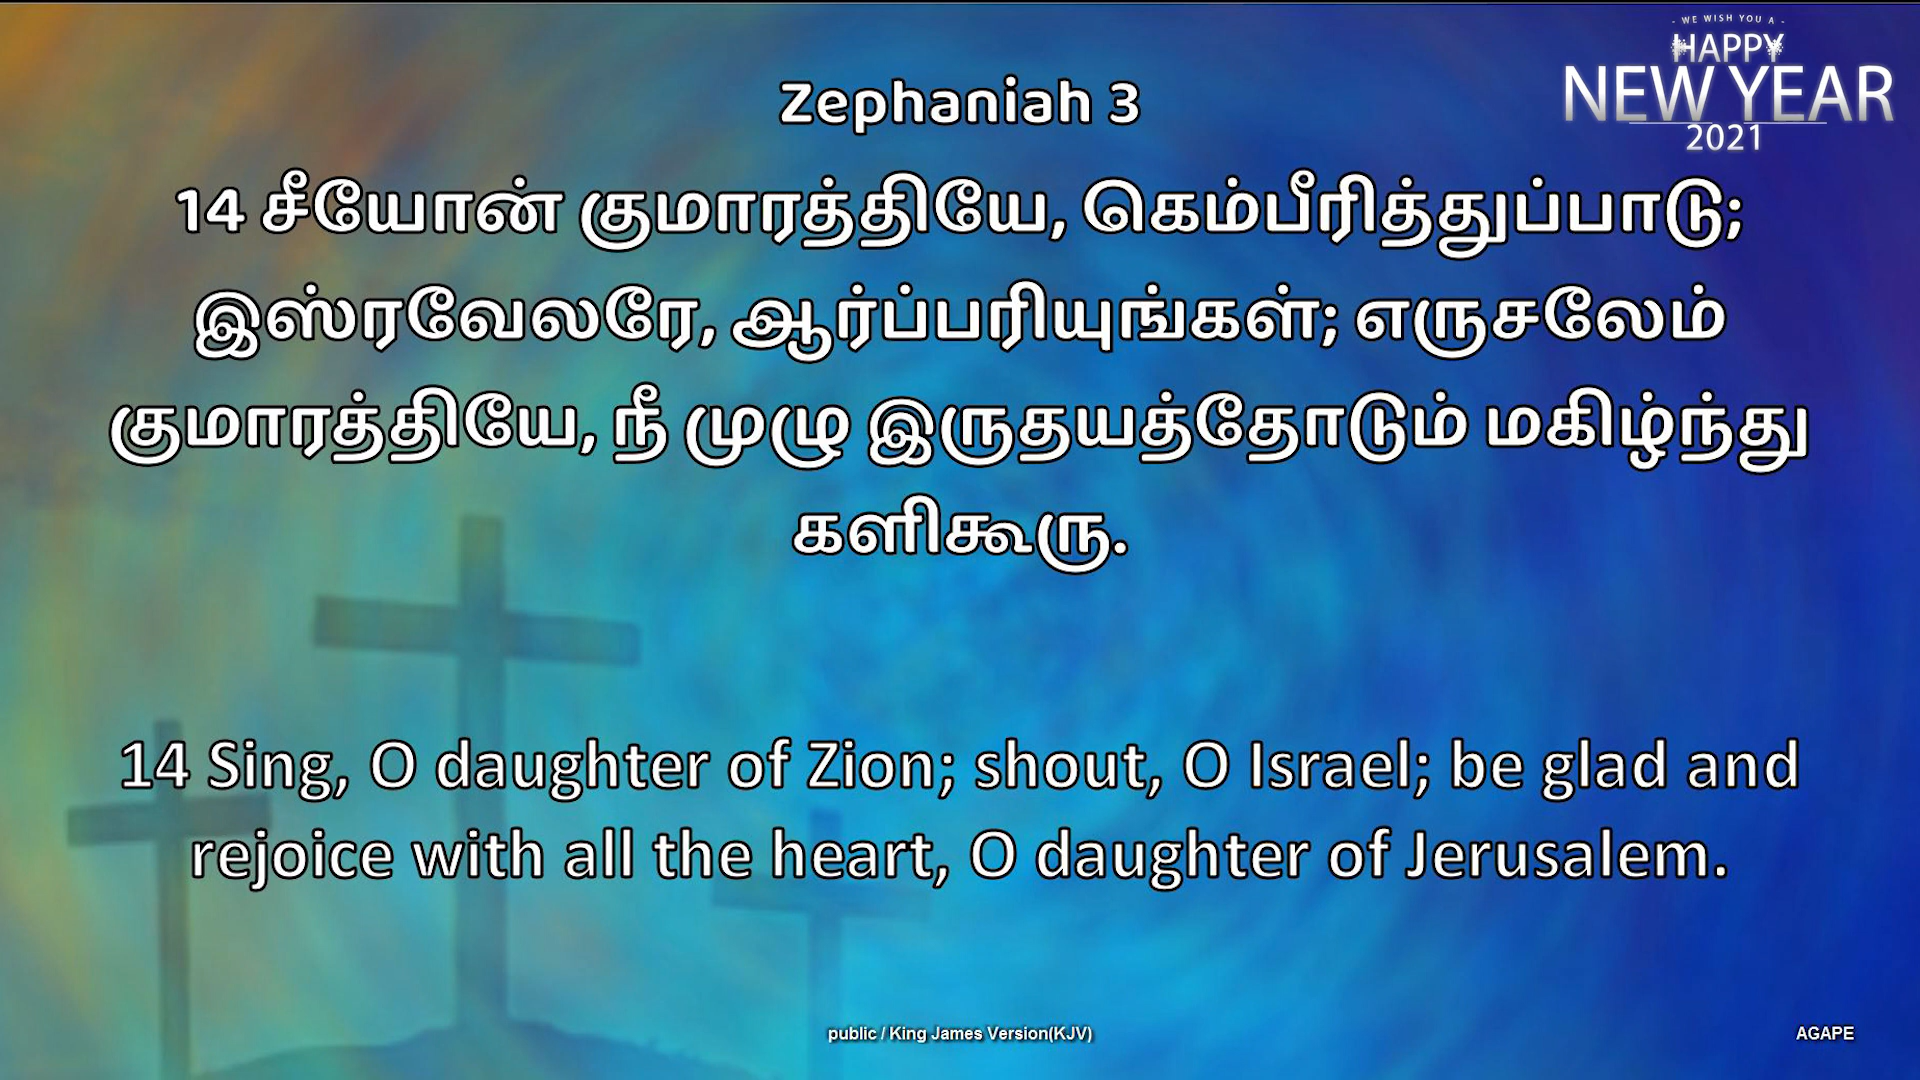 - WE WISH YOU A -
HAPPY
NEW YEAR
2021
Zephaniah 3
14 சீயோன் குமாரத்தியே, கெம்பீரித்துப்பாடு;
இஸ்ரவேலரே, ஆர்ப்பரியுங்கள்; எருசலேம்
குமாரத்தியே, நீ முழு இருதயத்தோடும் மகிழ்ந்து
களிகூரு.
14 Sing, O daughter of Zion; shout, O Israel; be glad and
rejoice with all the heart, O daughter of Jerusalem.
public / King James Version(KJV)
AGAPE